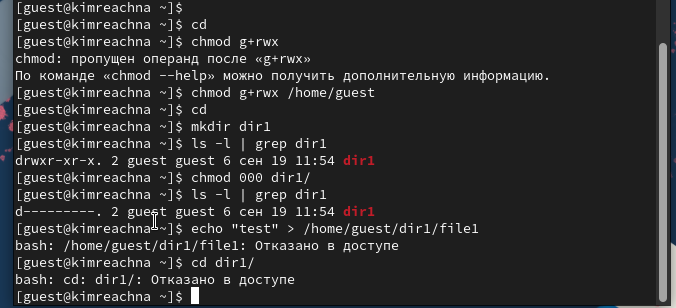 [guest@kimreachna ~]$
[guest@kimreachna ~]$ cd
[guest@kimreachna ~]$ chmod g+rwx
chmod: пропущен операнд после «g+rwx»
По команде «chmod --help» можно получить дополнительную информацию.
[guest@kimreachna ~]$ chmod g+rwx /home/guest
[guest@kimreachna ~]$ cd
[guest@kimreachna ~]$ mkdir dir1
[guest@kimreachna ~]$ ls -l | grep dir1
drwxr-xr-x. 2 guest guest 6 сен 19 11:54 dir1
[guest@kimreachna ~]$ chmod 000 dir1/
[guest@kimreachna ~]$ ls -l | grep dir1
d---------. 2 guest guest 6 сен 19 11:54 dir1
[guest@kimreachna ~]$ echo "test" > /home/guest/dir1/file1
bash: /home/guest/dir1/file1: Отказано в доступе
[guest@kimreachna ~]$ cd dir1/
bash: cd: dir1/: Отказано в доступе
[guest@kimreachna ~]$